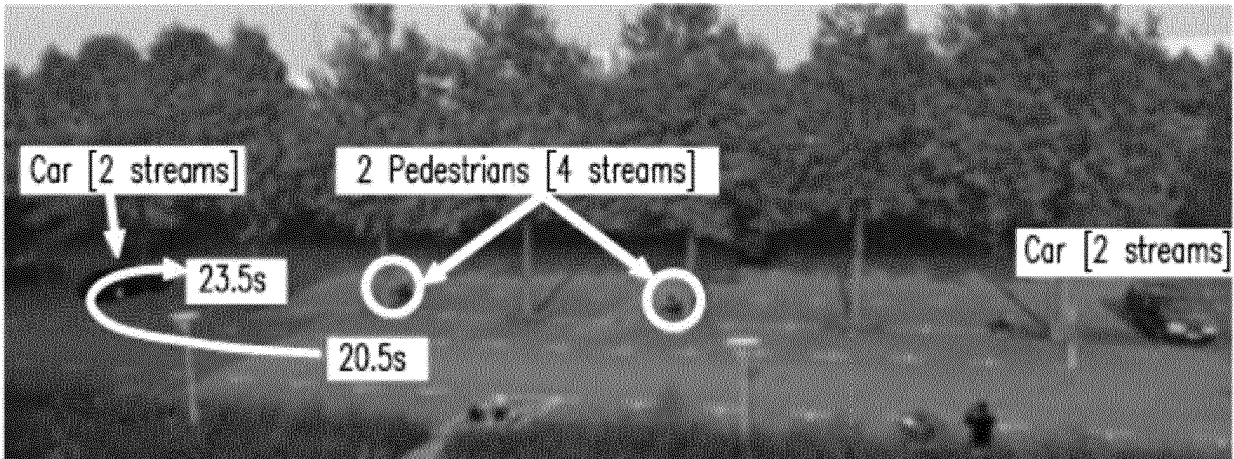 Car [2 streams]
2 Pedestrians [4 streams]
Car [2 streams]
23.5s
20.5s